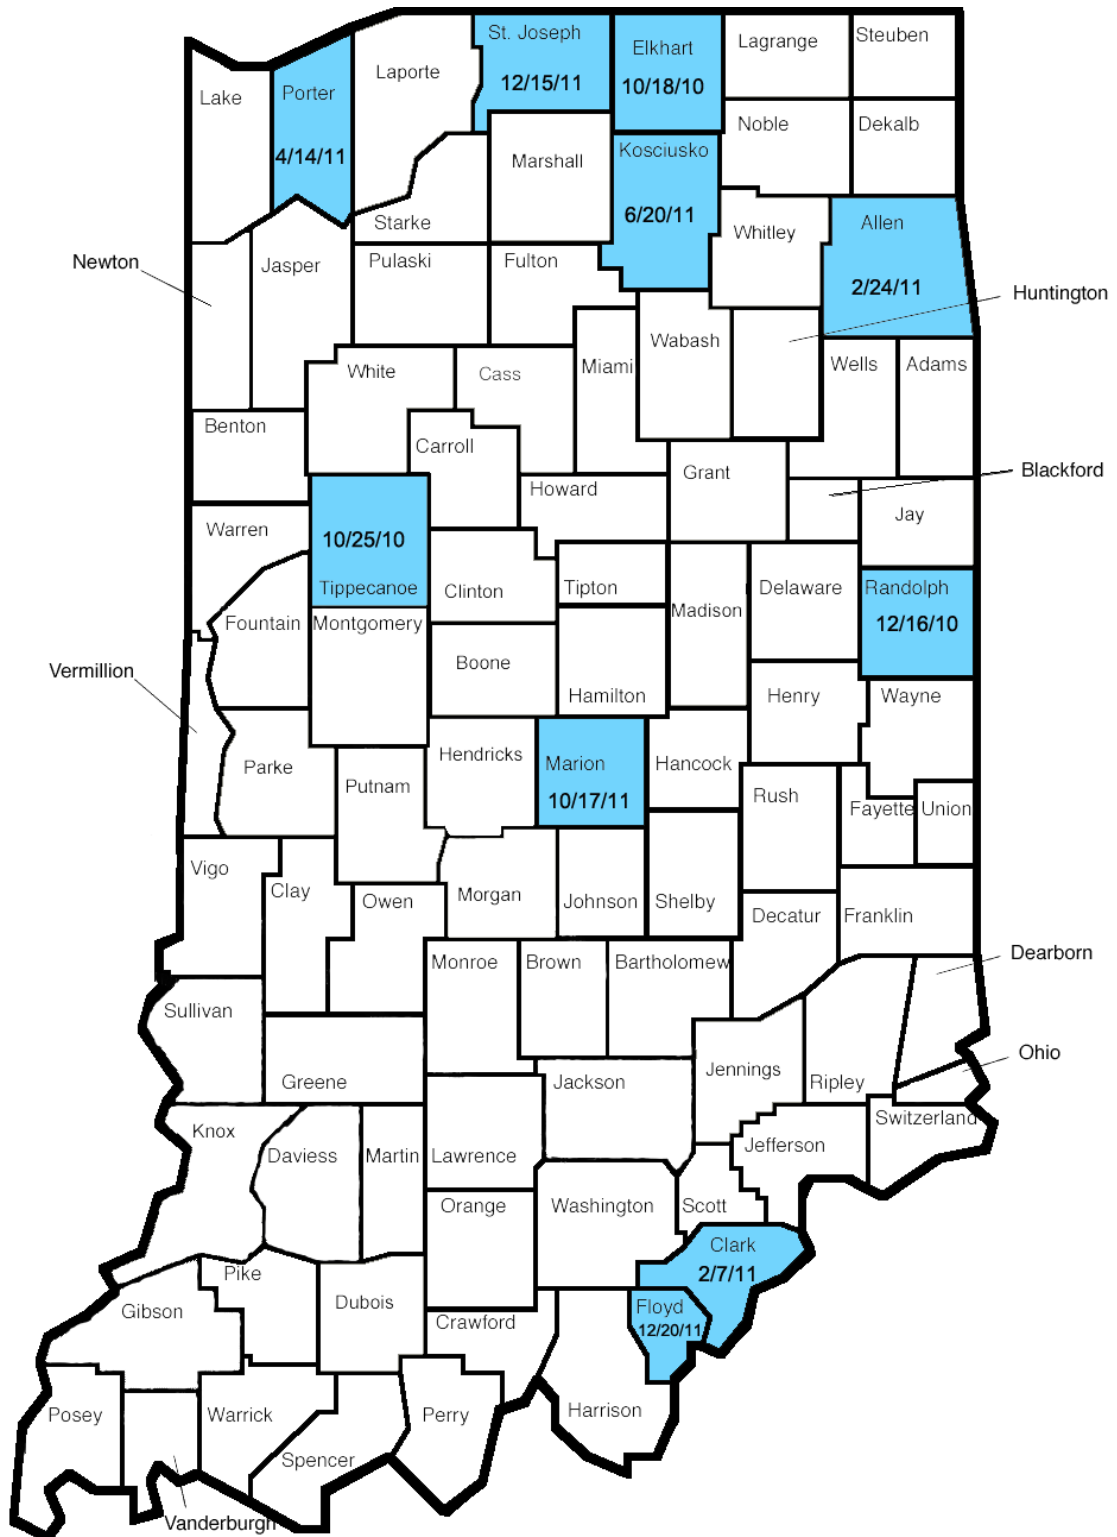 St. Joseph
12/15/11
Elkhart
10/18/10
Lagrange
Steuben
Lake
Porter
4/14/11
Laporte
Noble
Dekalb
Marshall
Kosciusko
6/20/11
Starke
Whitley
Allen
2/24/11
Newton
Jasper
Pulaski
Fulton
Huntington
White
Cass
Miami
Wabash
Wells
Adams
Benton
Carroll
Grant
Blackford
Howard
Jay
Warren
10/25/10
Tippecanoe
Clinton
Tipton
Madison
Delaware
Randolph
12/16/10
Fountain
Montgomery
Vermillion
Boone
Hamilton
Henry
Wayne
Parke
Hendricks
Marion
10/17/11
Hancock
Putnam
Rush
Fayette
Union
Vigo
Clay
Owen
Morgan
Johnson
Shelby
Decatur
Franklin
Dearborn
Monroe
Brown
Bartholomew
Sullivan
Greene
Jackson
Jennings
Ripley
Ohio
Switzerland
Knox
Daviess
Martin
Lawrence
Jefferson
Orange
Washington
Scott
Clark
2/7/11
Pike
Gibson
Dubois
Crawford
Floyd
12/20/11
Posey
Warrick
Perry
Harrison
Spencer
Vanderburgh